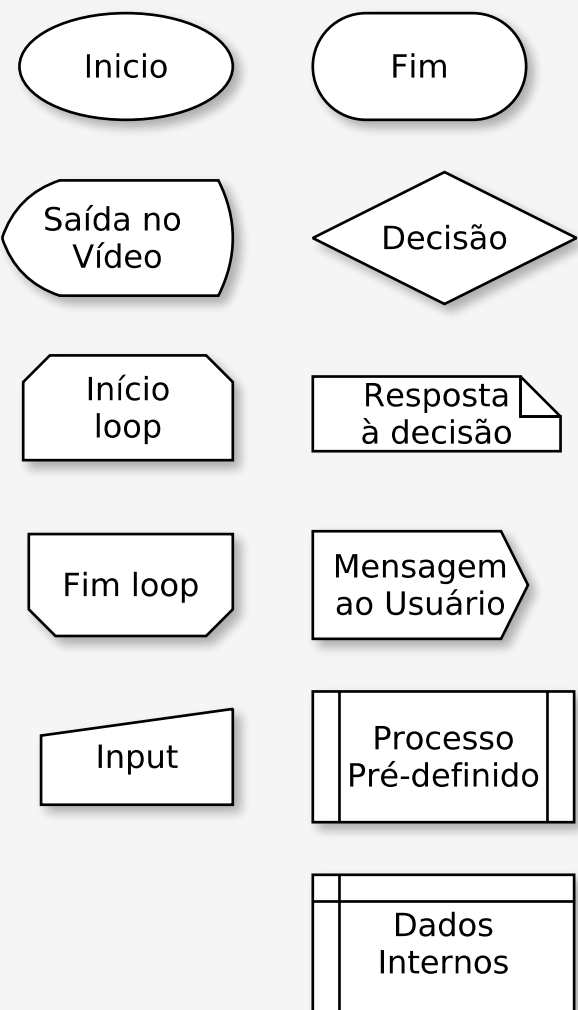 Inicio
Fim
Saída no
Vídeo
Decisão
Início
loop
Resposta
à decisão
Fim loop
Mensagem
ao Usuário
Input
Processo
Pré-definido
Dados
Internos